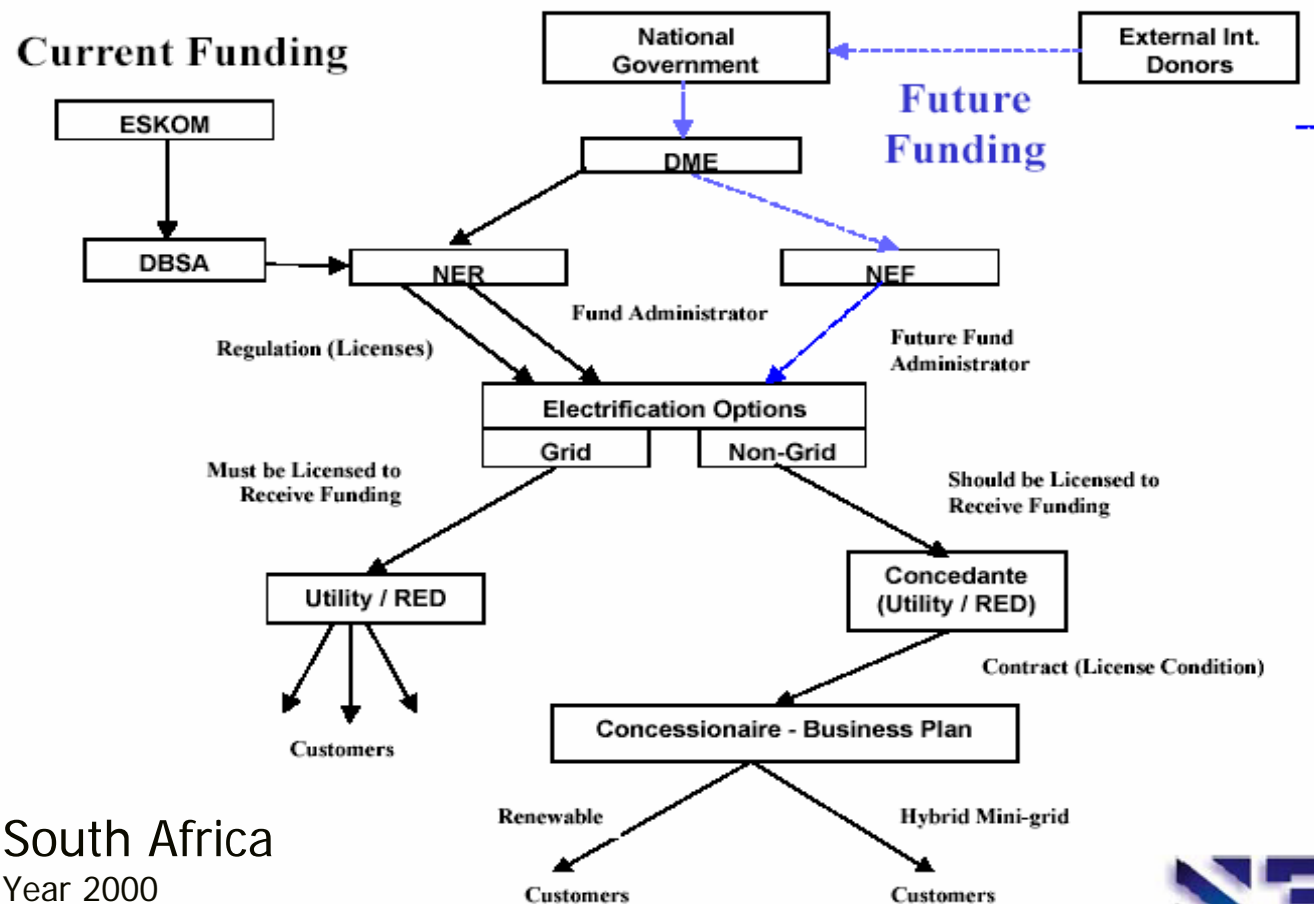 Current Funding
National
Government
External Int.
Donors
Future
Funding
ESKOM
DME
DBSA
NER
NEF
Fund Administrator
Regulation (Licenses)
Future Fund
Administrator
Electrification Options
Grid
Non-Grid
Must be Licensed to
Receive Funding
Should be Licensed to
Receive Funding
Utility / RED
Concedante
(Utility / RED)
Contract (License Condition)
Customers
Concessionaire - Business Plan
Renewable
Hybrid Mini-grid
Customers
Customers
South Africa
Year 2000